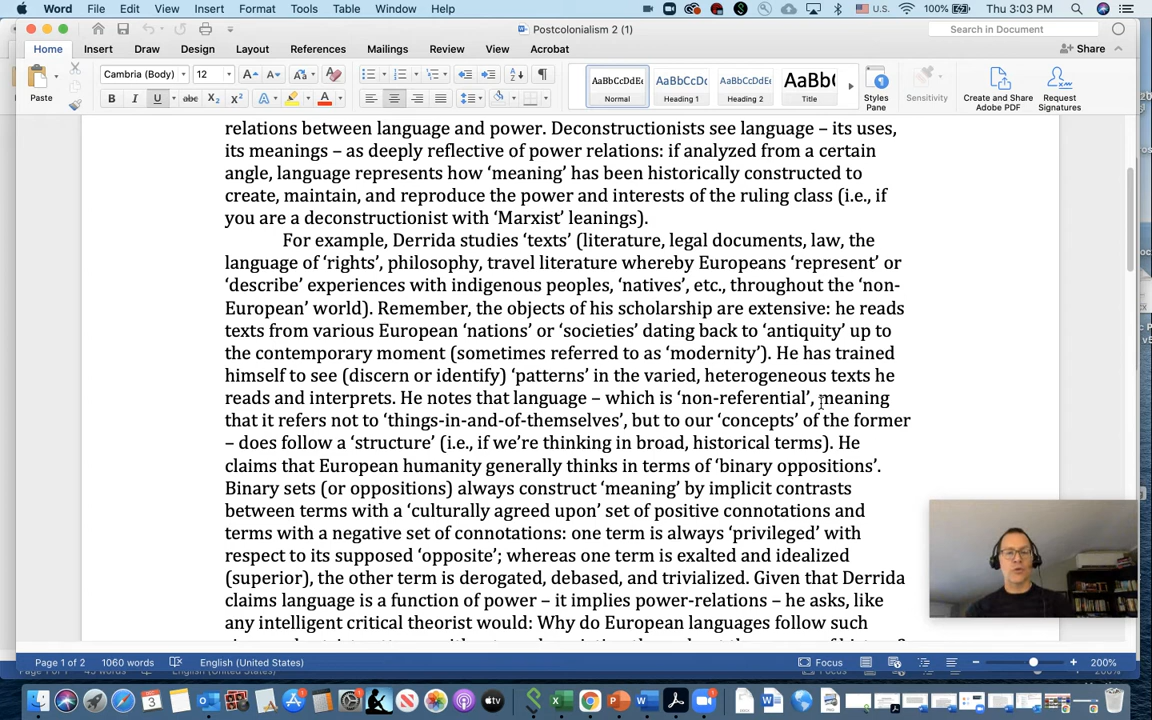 Word File Edit View Insert Format Tools Table Window Help
U.S. 100% Thu 3:03 PM
Postcolonialism 2 (1)
Search in Document
Home Insert Draw Design Layout References Mailings Review View Acrobat
Share
Paste
Cambria (Body) 12
Normal Heading 1 Heading 2 Title
Styles Pane
Sensitivity
Create and Share Adobe PDF
Request Signatures
relations between language and power. Deconstructionists see language – its uses,
its meanings – as deeply reflective of power relations: if analyzed from a certain
angle, language represents how ‘meaning’ has been historically constructed to
create, maintain, and reproduce the power and interests of the ruling class (i.e., if
you are a deconstructionist with ‘Marxist’ leanings).
For example, Derrida studies ‘texts’ (literature, legal documents, law, the
language of ‘rights’, philosophy, travel literature whereby Europeans ‘represent’ or
‘describe’ experiences with indigenous peoples, ‘natives’, etc., throughout the ‘non-
European’ world). Remember, the objects of his scholarship are extensive: he reads
texts from various European ‘nations’ or ‘societies’ dating back to ‘antiquity’ up to
the contemporary moment (sometimes referred to as ‘modernity’). He has trained
himself to see (discern or identify) ‘patterns’ in the varied, heterogeneous texts he
reads and interprets. He notes that language – which is ‘non-referential’, meaning
that it refers not to ‘things-in-and-of-themselves’, but to our ‘concepts’ of the former
– does follow a ‘structure’ (i.e., if we’re thinking in broad, historical terms). He
claims that European humanity generally thinks in terms of ‘binary oppositions’.
Binary sets (or oppositions) always construct ‘meaning’ by implicit contrasts
between terms with a ‘culturally agreed upon’ set of positive connotations and
terms with a negative set of connotations: one term is always ‘privileged’ with
respect to its supposed ‘opposite’; whereas one term is exalted and idealized
(superior), the other term is derogated, debased, and trivialized. Given that Derrida
claims language is a function of power – it implies power-relations – he asks, like
any intelligent critical theorist would: Why do European languages follow such
Page 1 of 2 1060 words English (United States) Focus 200%